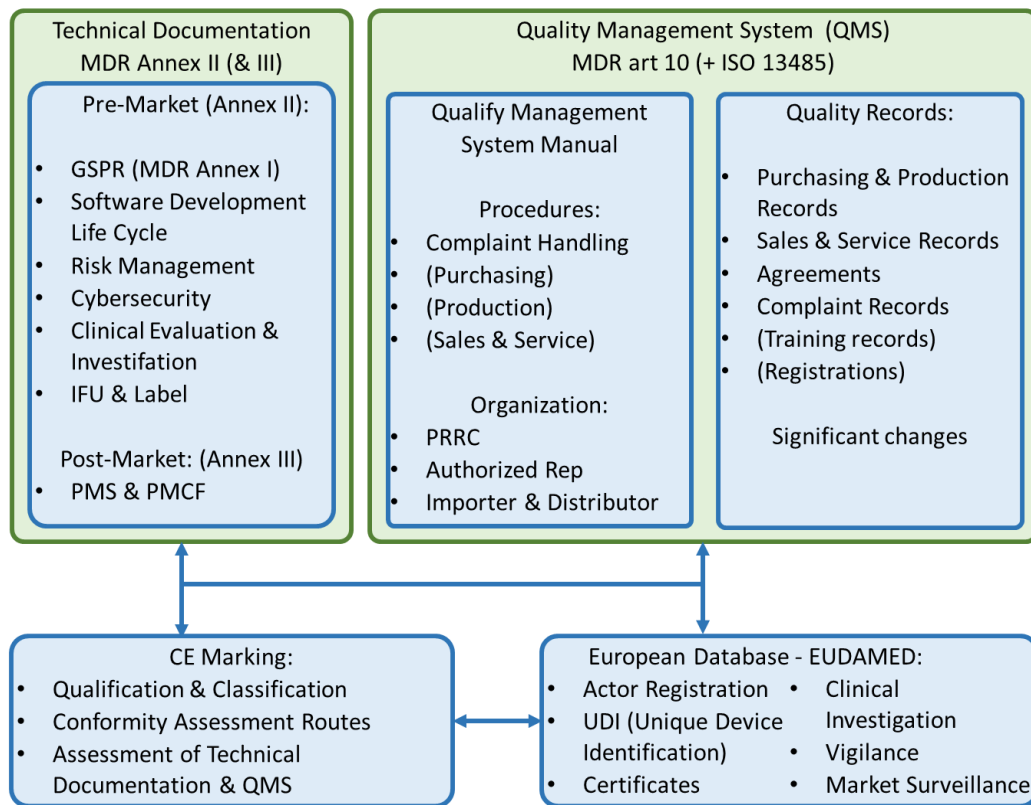 Technical Documentation
MDR Annex II (& III)
Pre-Market (Annex II):
• GSPR (MDR Annex I)
• Software Development
Life Cycle
• Risk Management
• Cybersecurity
• Clinical Evaluation &
Investifation
• IFU & Label
Post-Market: (Annex III)
• PMS & PMCF
Quality Management System (QMS)
MDR art 10 (+ ISO 13485)
Qualify Management
System Manual
Procedures:
• Complaint Handling
• (Purchasing)
• (Production)
• (Sales & Service)
Organization:
• PRRC
• Authorized Rep
• Importer & Distributor
Quality Records:
• Purchasing & Production
Records
• Sales & Service Records
• Agreements
• Complaint Records
• (Training records)
• (Registrations)
Significant changes
CE Marking:
• Qualification & Classification
• Conformity Assessment Routes
• Assessment of Technical
Documentation & QMS
European Database - EUDAMED:
• Actor Registration
• UDI (Unique Device
Identification)
• Certificates
• Clinical
Investigation
• Vigilance
• Market Surveillance